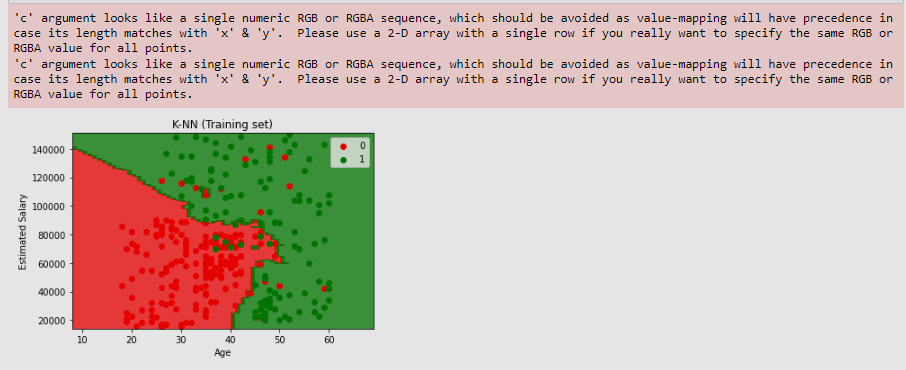 'c' argument looks like a single numeric RGB or RGBA sequence, which should be avoided as value-mapping will have precedence in
case its length matches with 'x' & 'y'.  Please use a 2-D array with a single row if you really want to specify the same RGB or
RGBA value for all points.
'c' argument looks like a single numeric RGB or RGBA sequence, which should be avoided as value-mapping will have precedence in
case its length matches with 'x' & 'y'.  Please use a 2-D array with a single row if you really want to specify the same RGB or
RGBA value for all points.
K-NN (Training set)
0
1
140000
120000
100000
80000
60000
40000
20000
Estimated Salary
10 20 30 40 50 60
Age